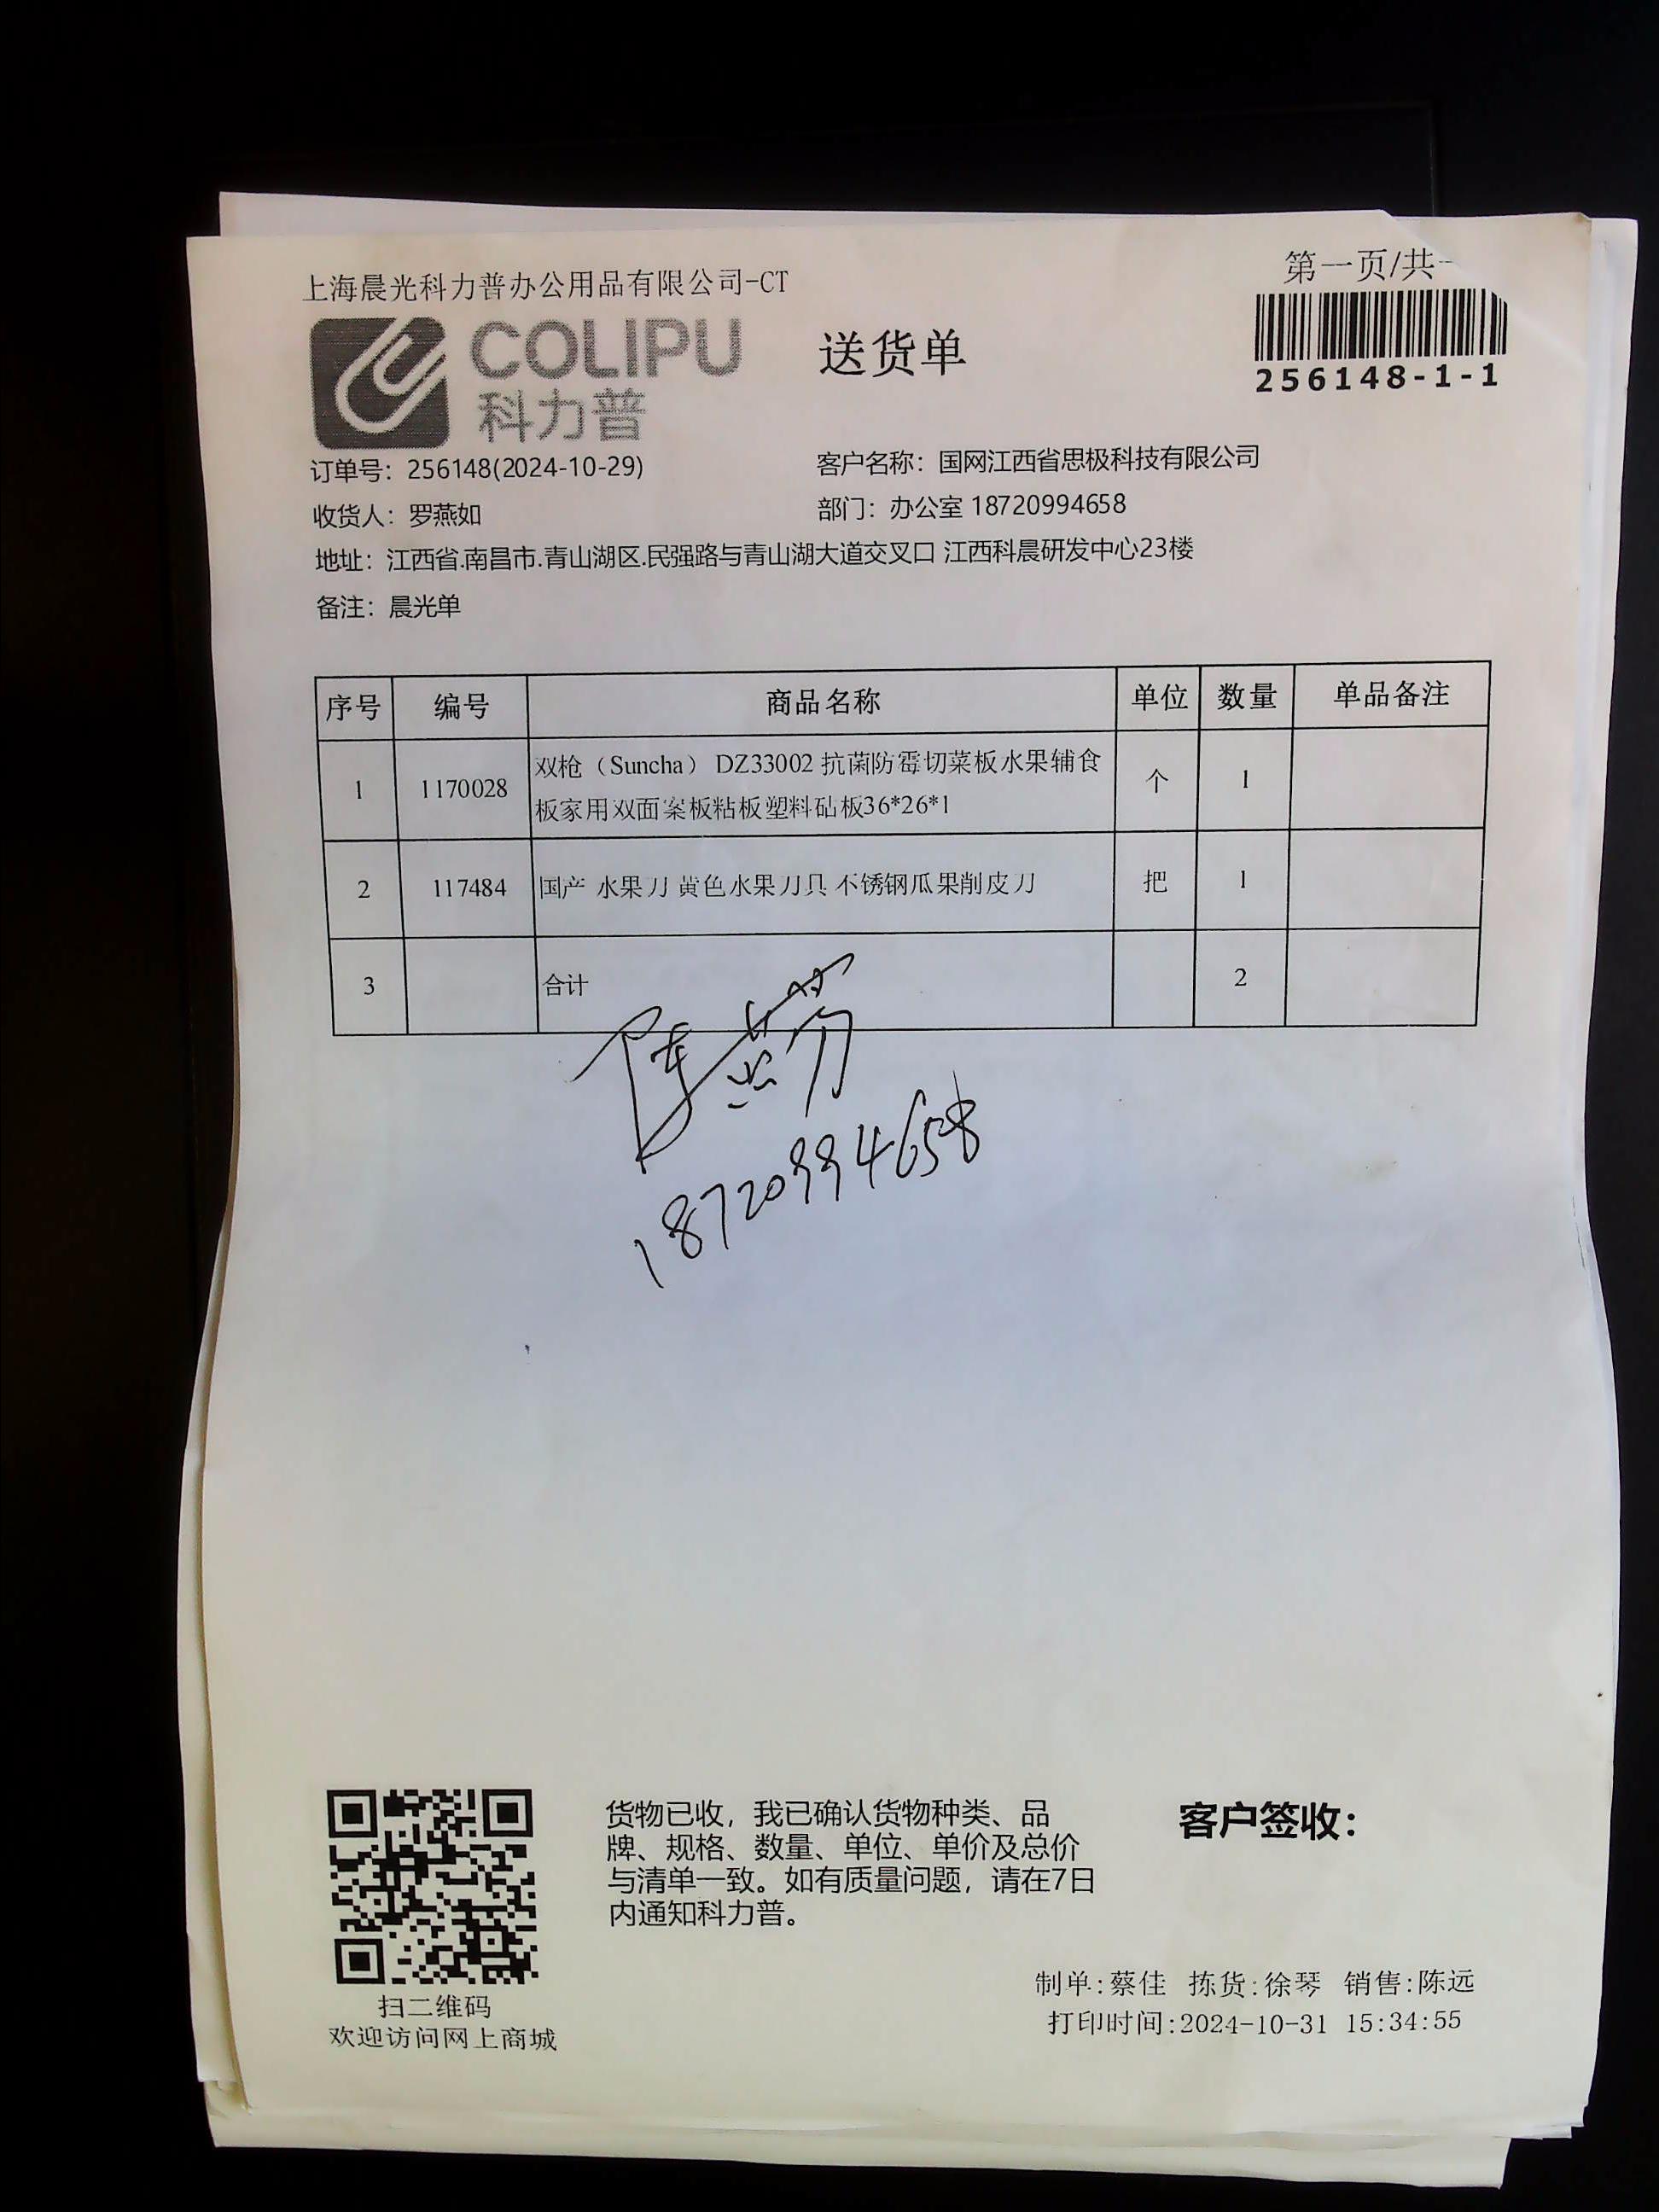 上海晨光科力普办公用品有限公司-CT
第一页/共一
COLIPU
科力普
送货单
256148-1-1
订单号：256148(2024-10-29)
客户名称：国网江西省思极科技有限公司
收货人：罗燕如
部门：办公室 18720994658
地址：江西省.南昌市.青山湖区.民强路与青山湖大道交叉口 江西科晨研发中心23楼
备注：晨光单
序号 编号 商品名称 单位 数量 单品备注
1 1170028 双枪（Suncha） DZ33002 抗菌防霉切菜板水果辅食
板家用双面案板粘板塑料砧板36*26*1 个 1
2 117484 国产 水果刀 黄色水果刀具 不锈钢瓜果削皮刀 把 1
3 合计 2
18720994658
货物已收，我已确认货物种类、品
牌、规格、数量、单位、单价及总价
与清单一致。如有质量问题，请在7日
内通知科力普。
客户签收：
扫二维码
欢迎访问网上商城
制单:蔡佳 拣货:徐琴 销售:陈远
打印时间:2024-10-31 15:34:55